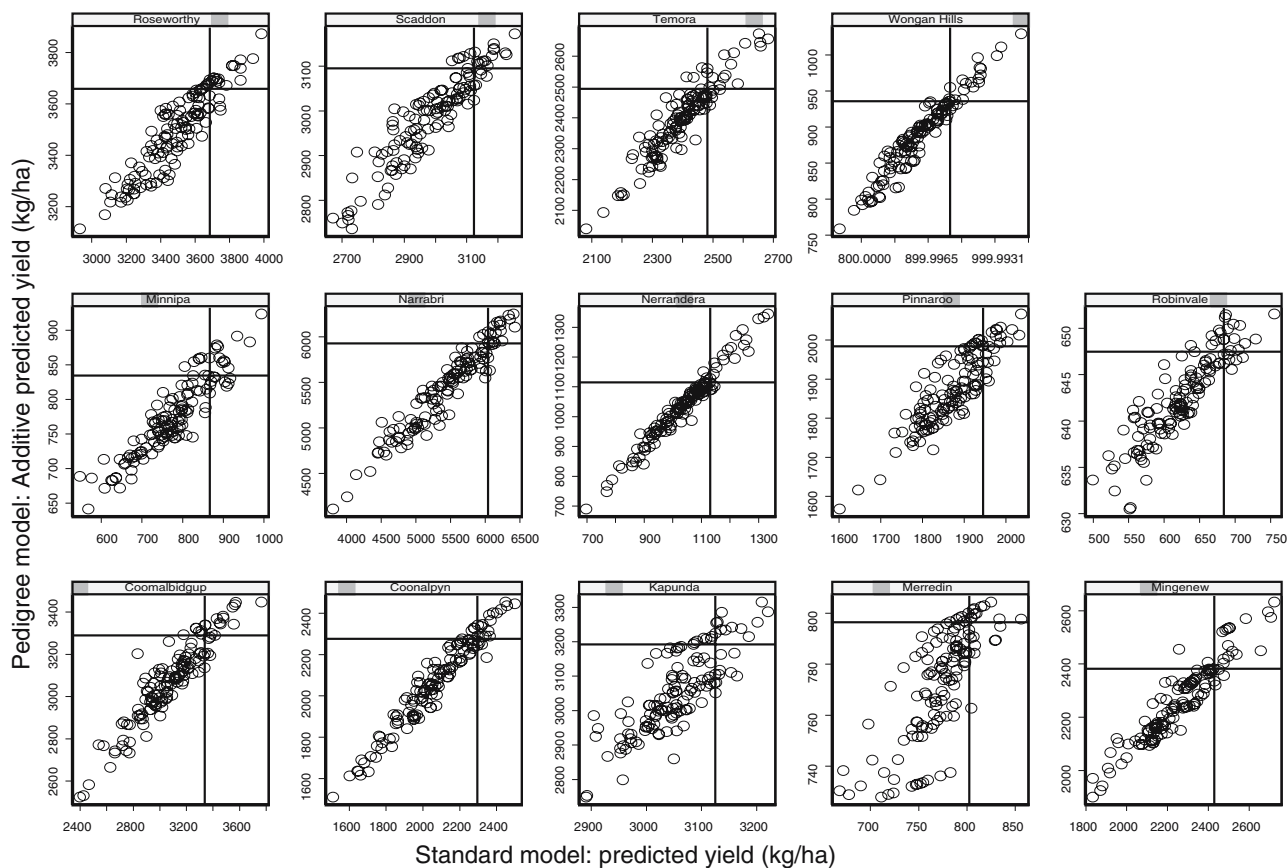 Roseworthy
Scaddon
Temora
Wongan Hills
3200 3400 3600 3800
2800 2900 3000 3100
2100 2200 2300 2400 2500 2600
750 800 850 900 950 1000
3000 3200 3400 3600 3800 4000
2700 2900 3100
2100 2300 2500 2700
800.0000 899.9965 999.9931
Minnipa
Narrabri
Nerrandera
Pinnaroo
Robinvale
650 700 750 800 850 900
4500 5000 5500 6000
700 800 900 1000 1100 1200 1300
1600 1700 1800 1900 2000
630 635 640 645 650
600 700 800 900 1000
4000 4500 5000 5500 6000 6500
700 900 1100 1300
1600 1700 1800 1900 2000
500 550 600 650 700 750
Coomalbidgup
Coonalpyn
Kapunda
Merredin
Mingenew
2600 2800 3000 3200 3400
1600 1800 2000 2200 2400
2800 2900 3000 3100 3200 3300
740 760 780 800
2000 2200 2400 2600
2400 2800 3200 3600
1600 1800 2000 2200 2400
2900 3000 3100 3200
700 750 800 850
1800 2000 2200 2400 2600
Pedigree model: Additive predicted yield (kg/ha)
Standard model: predicted yield (kg/ha)